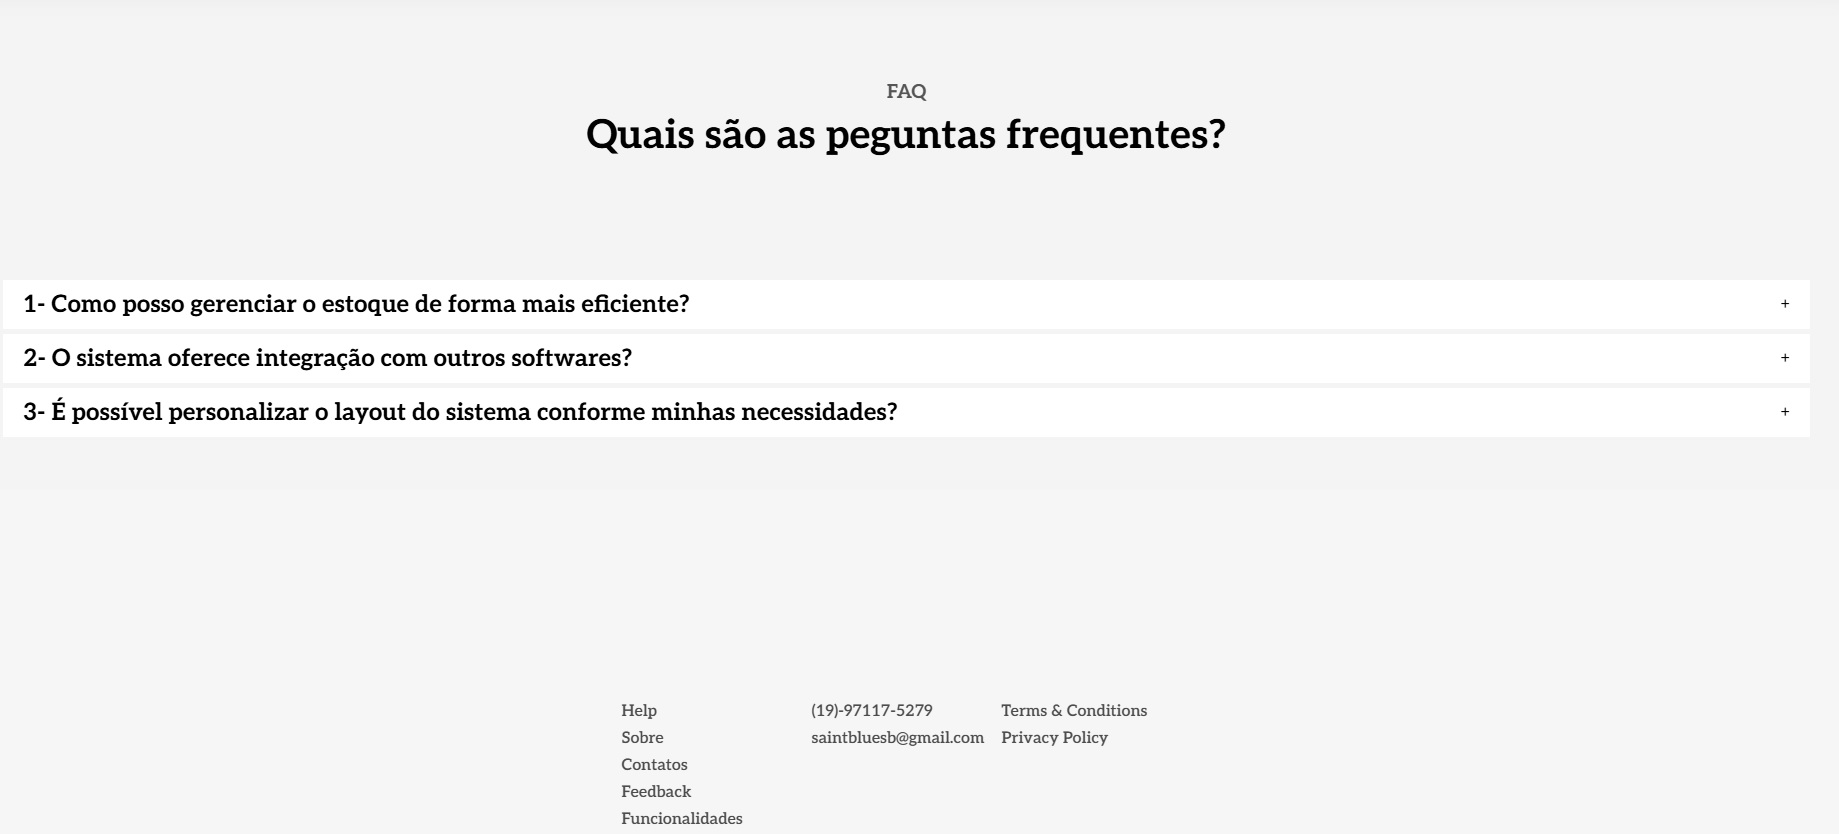 FAQ
Quais são as peguntas frequentes?
1- Como posso gerenciar o estoque de forma mais eficiente?
+
2- O sistema oferece integração com outros softwares?
+
3- É possível personalizar o layout do sistema conforme minhas necessidades?
+
Help
Sobre
Contatos
Feedback
Funcionalidades
(19)-97117-5279
saintbluesb@gmail.com
Terms & Conditions
Privacy Policy